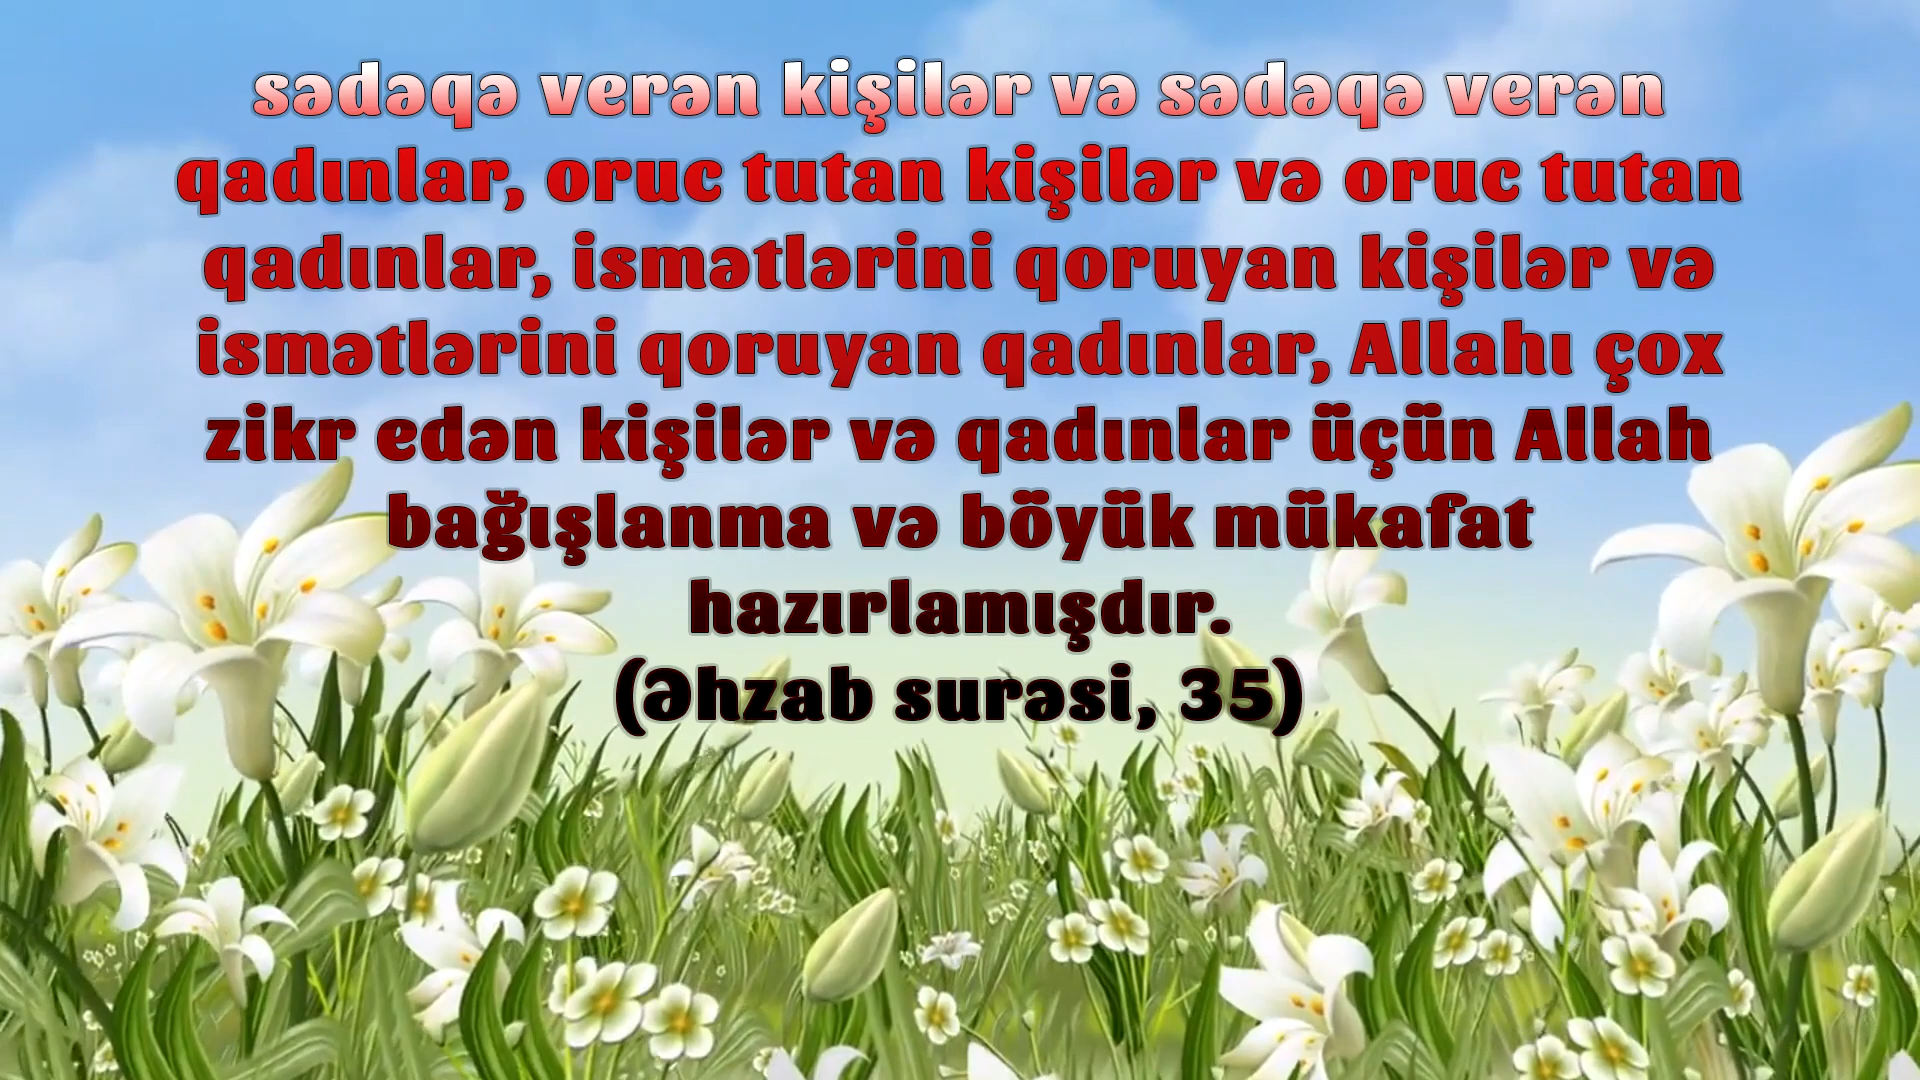 sədəqə verən kişilər və sədəqə verən
qadınlar, oruc tutan kişilər və oruc tutan
qadınlar, ismətlərini qoruyan kişilər və
ismətlərini qoruyan qadınlar, Allahı çox
zikr edən kişilər və qadınlar üçün Allah
bağışlanma və böyük mükafat
hazırlamışdır.
(Əhzab surəsi, 35)